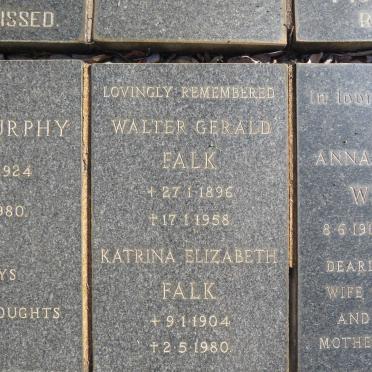 ISSED.
R
URPHY
1924
980.
YS
OUGHTS
LOVINGLY REMEMBERED
WALTER GERALD
FALK
+ 27·1·1896
† 17·1·1958
KATRINA ELIZABETH
FALK
+ 9·1·1904
† 2·5·1980.
In lovi
ANNA
W
8·6·19
DEAR
WIFE
AND
MOTHE